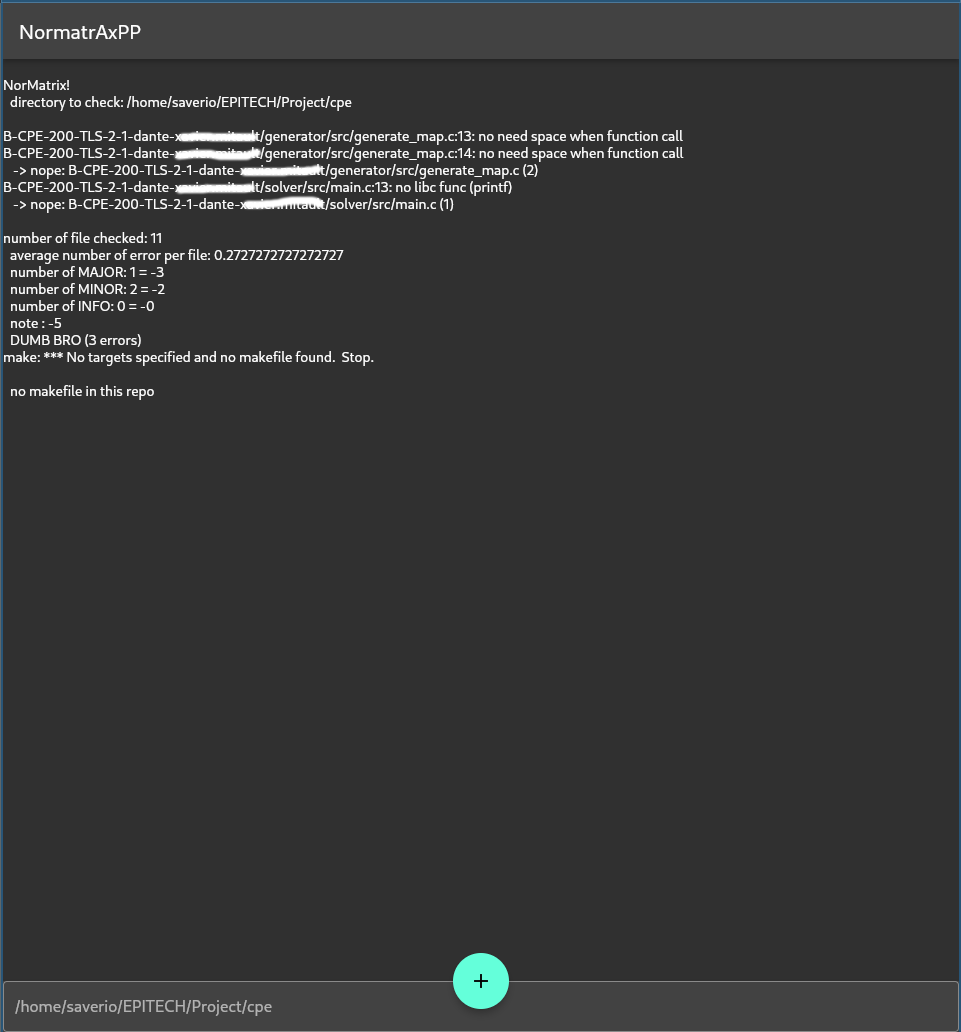 NormatrAxPP
NorMatrix!
directory to check: /home/saverio/EPITECH/Project/cpe
B-CPE-200-TLS-2-1-dante-/generator/src/generate_map.c:13: no need space when function call
B-CPE-200-TLS-2-1-dante-/generator/src/generate_map.c:14: no need space when function call
-> nope: B-CPE-200-TLS-2-1-dante-/generator/src/generate_map.c (2)
B-CPE-200-TLS-2-1-dante-/solver/src/main.c:13: no libc func (printf)
-> nope: B-CPE-200-TLS-2-1-dante-/solver/src/main.c (1)
number of file checked: 11
average number of error per file: 0.2727272727272727
number of MAJOR: 1 = -3
number of MINOR: 2 = -2
number of INFO: 0 = -0
note : -5
DUMB BRO (3 errors)
make: *** No targets specified and no makefile found.  Stop.
no makefile in this repo
+
/home/saverio/EPITECH/Project/cpe